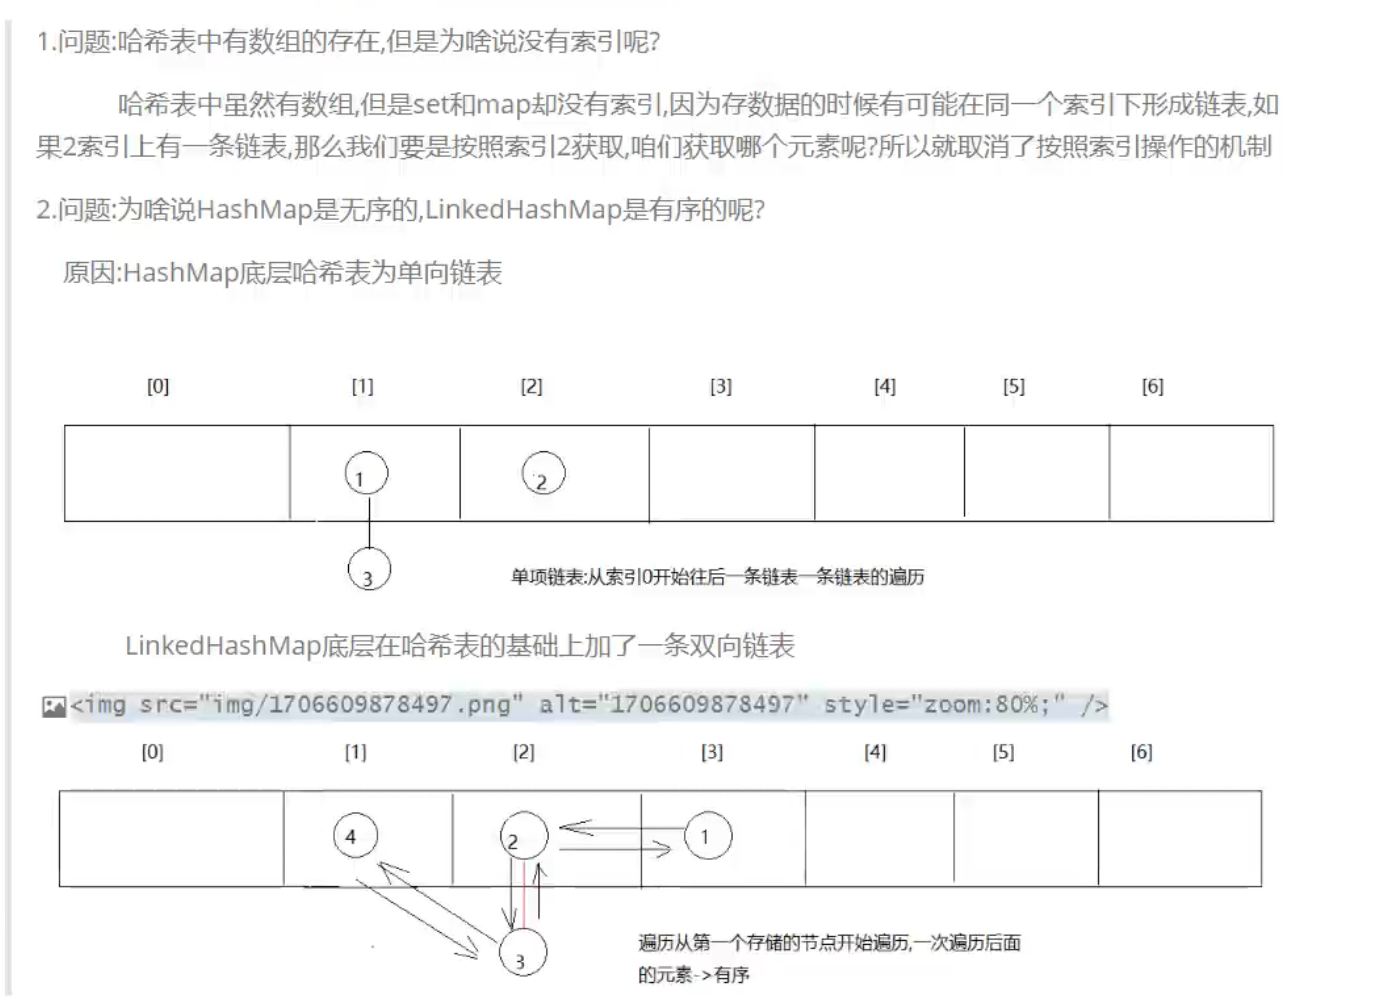 1.问题:哈希表中有数组的存在,但是为啥说没有索引呢?
哈希表中虽然有数组,但是set和map却没有索引,因为存数据的时候有可能在同一个索引下形成链表,如
果2索引上有一条链表,那么我们要是按照索引2获取,咱们获取哪个元素呢?所以就取消了按照索引操作的机制
2.问题:为啥说HashMap是无序的,LinkedHashMap是有序的呢?
原因:HashMap底层哈希表为单向链表
[0] [1] [2] [3] [4] [5] [6]
1 2
3
单项链表:从索引0开始往后一条链表一条链表的遍历
LinkedHashMap底层在哈希表的基础上加了一条双向链表
<img src="img/1706609878497.png" alt="1706609878497" style="zoom:80%;" />
[0] [1] [2] [3] [4] [5] [6]
4 2 1
3
遍历从第一个存储的节点开始遍历,一次遍历后面
的元素->有序